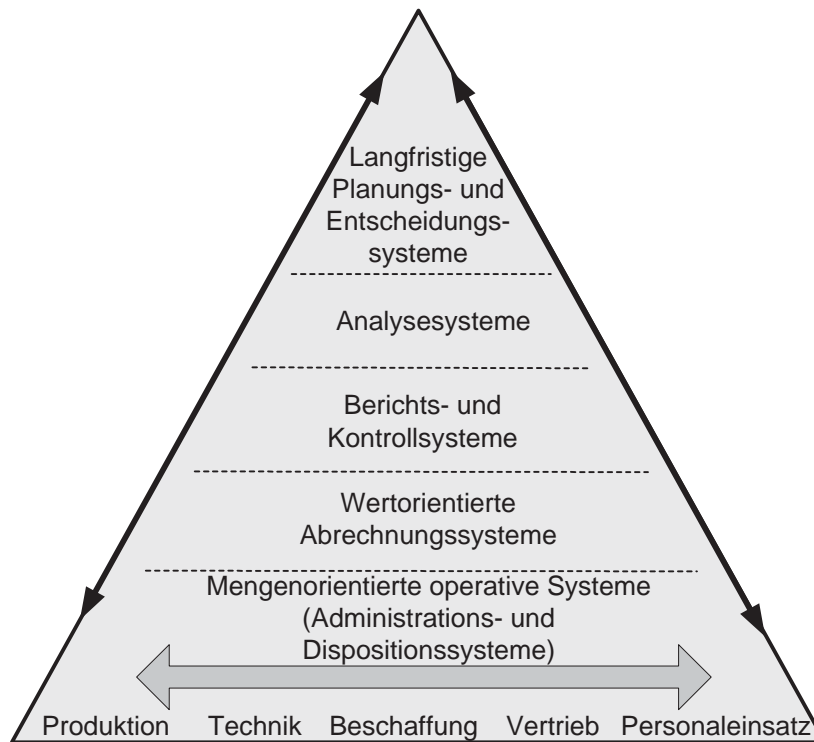 Langfristige
Planungs- und
Entscheidungs-
systeme
Analysesysteme
Berichts- und
Kontrollsysteme
Wertorientierte
Abrechnungssysteme
Mengenorientierte operative Systeme
(Administrations- und
Dispositionssysteme)
Produktion Technik Beschaffung Vertrieb Personaleinsatz